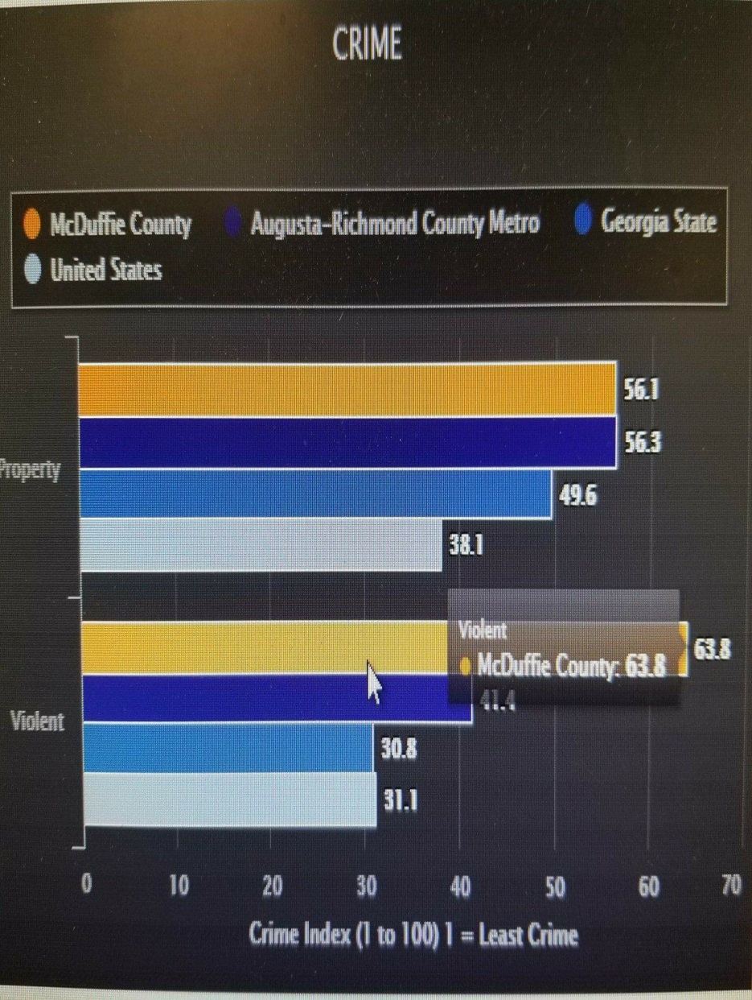 CRIME
McDuffie County Augusta-Richmond County Metro Georgia State
United States
56.1
56.3
Property
49.6
38.1
Violent
63.8
McDuffie County: 63.8
41.4
Violent
30.8
31.1
0 10 20 30 40 50 60 70
Crime Index (1 to 100) 1 = Least Crime